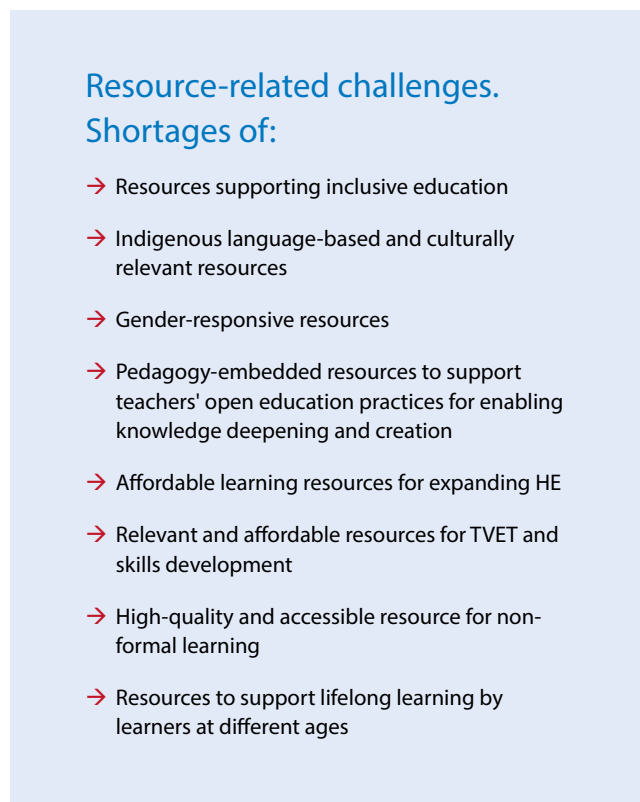 Resource-related challenges.
Shortages of:
→ Resources supporting inclusive education
→ Indigenous language-based and culturally
relevant resources
→ Gender-responsive resources
→ Pedagogy-embedded resources to support
teachers' open education practices for enabling
knowledge deepening and creation
→ Affordable learning resources for expanding HE
→ Relevant and affordable resources for TVET and
skills development
→ High-quality and accessible resource for non-
formal learning
→ Resources to support lifelong learning by
learners at different ages